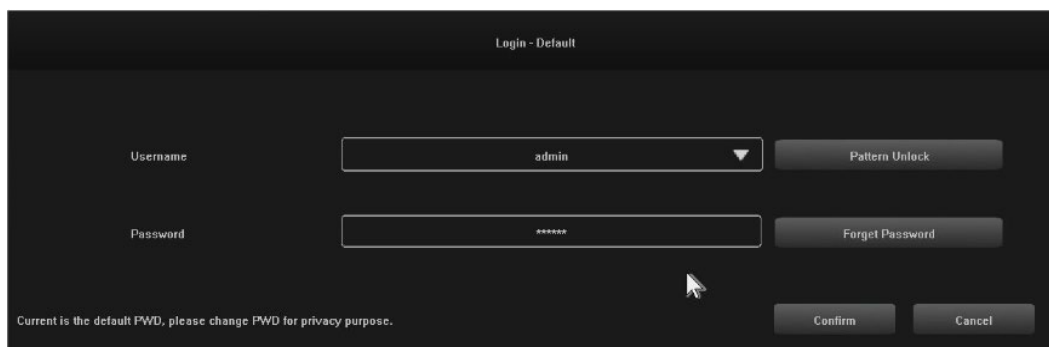 Login - Default
Username admin Pattern Unlock
Password ****** Forget Password
Current is the default PWD, please change PWD for privacy purpose. Confirm Cancel